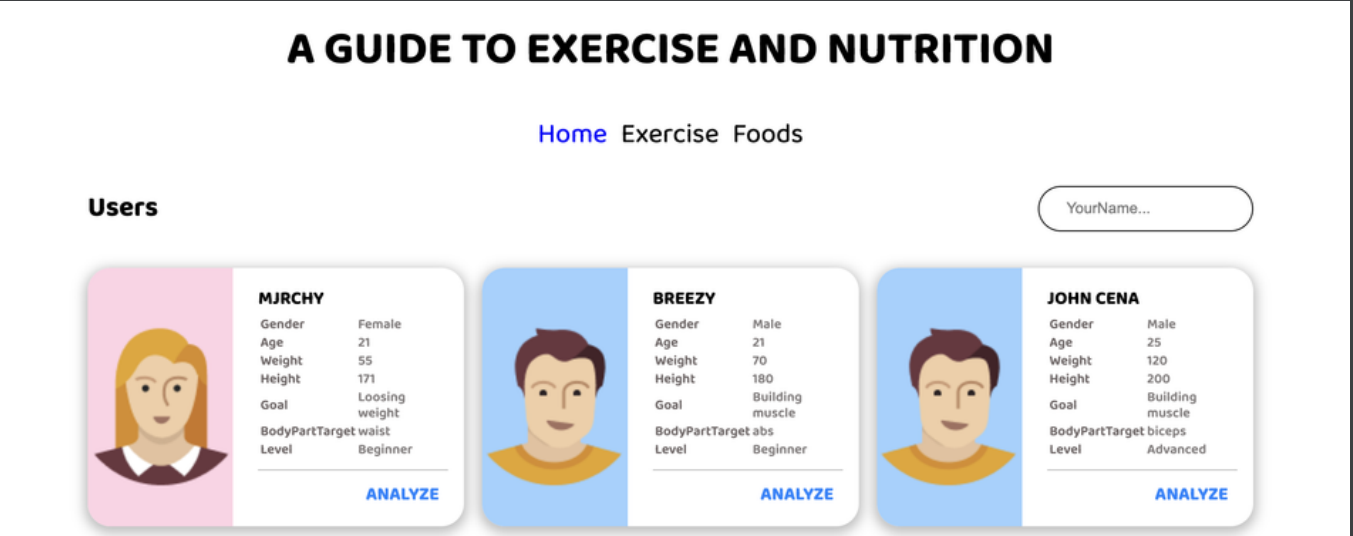 A GUIDE TO EXERCISE AND NUTRITION
Home Exercise Foods
Users
YourName...
MJRCHY
Gender Female
Age 21
Weight 55
Height 171
Goal Loosing weight
BodyPartTarget waist
Level Beginner
ANALYZE
BREEZY
Gender Male
Age 21
Weight 70
Height 180
Goal Building muscle
BodyPartTarget abs
Level Beginner
ANALYZE
JOHN CENA
Gender Male
Age 25
Weight 120
Height 200
Goal Building muscle
BodyPartTarget biceps
Level Advanced
ANALYZE